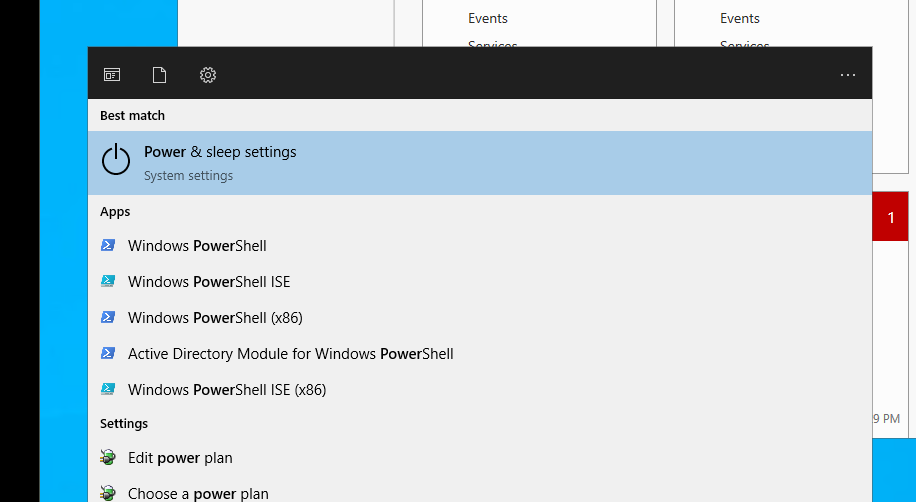 Events
Events
Services
Services
Best match
Power & sleep settings
System settings
Apps
Windows PowerShell
1
Windows PowerShell ISE
Windows PowerShell (x86)
Active Directory Module for Windows PowerShell
Windows PowerShell ISE (x86)
9 PM
Settings
Edit power plan
Choose a power plan